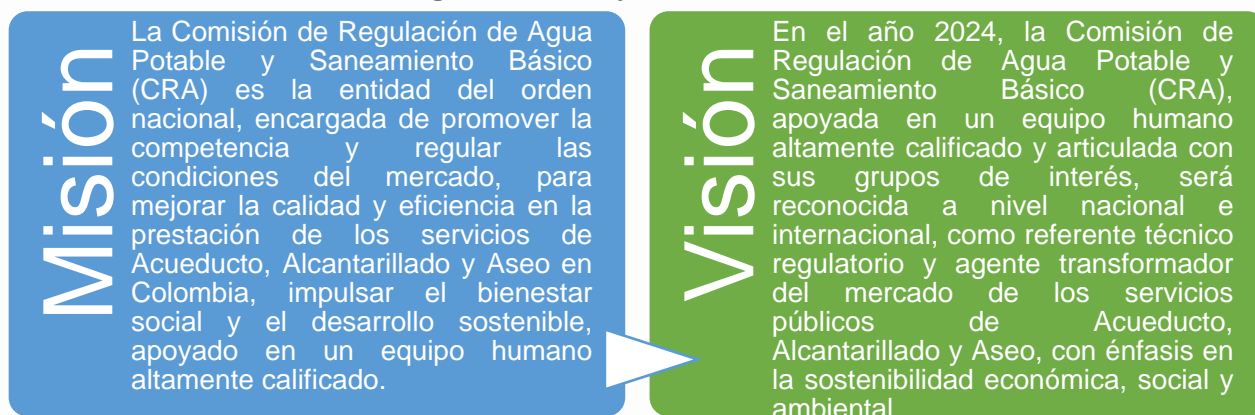 Misión
La Comisión de Regulación de Agua
Potable y Saneamiento Básico
(CRA) es la entidad del orden
nacional, encargada de promover la
competencia y regular las
condiciones del mercado, para
mejorar la calidad y eficiencia en la
prestación de los servicios de
Acueducto, Alcantarillado y Aseo en
Colombia, impulsar el bienestar
social y el desarrollo sostenible,
apoyado en un equipo humano
altamente calificado.
Visión
En el año 2024, la Comisión de
Regulación de Agua Potable y
Saneamiento Básico (CRA),
apoyada en un equipo humano
altamente calificado y articulada con
sus grupos de interés, será
reconocida a nivel nacional e
internacional, como referente técnico
regulatorio y agente transformador
del mercado de los servicios
públicos de Acueducto,
Alcantarillado y Aseo, con énfasis en
la sostenibilidad económica, social y
ambiental